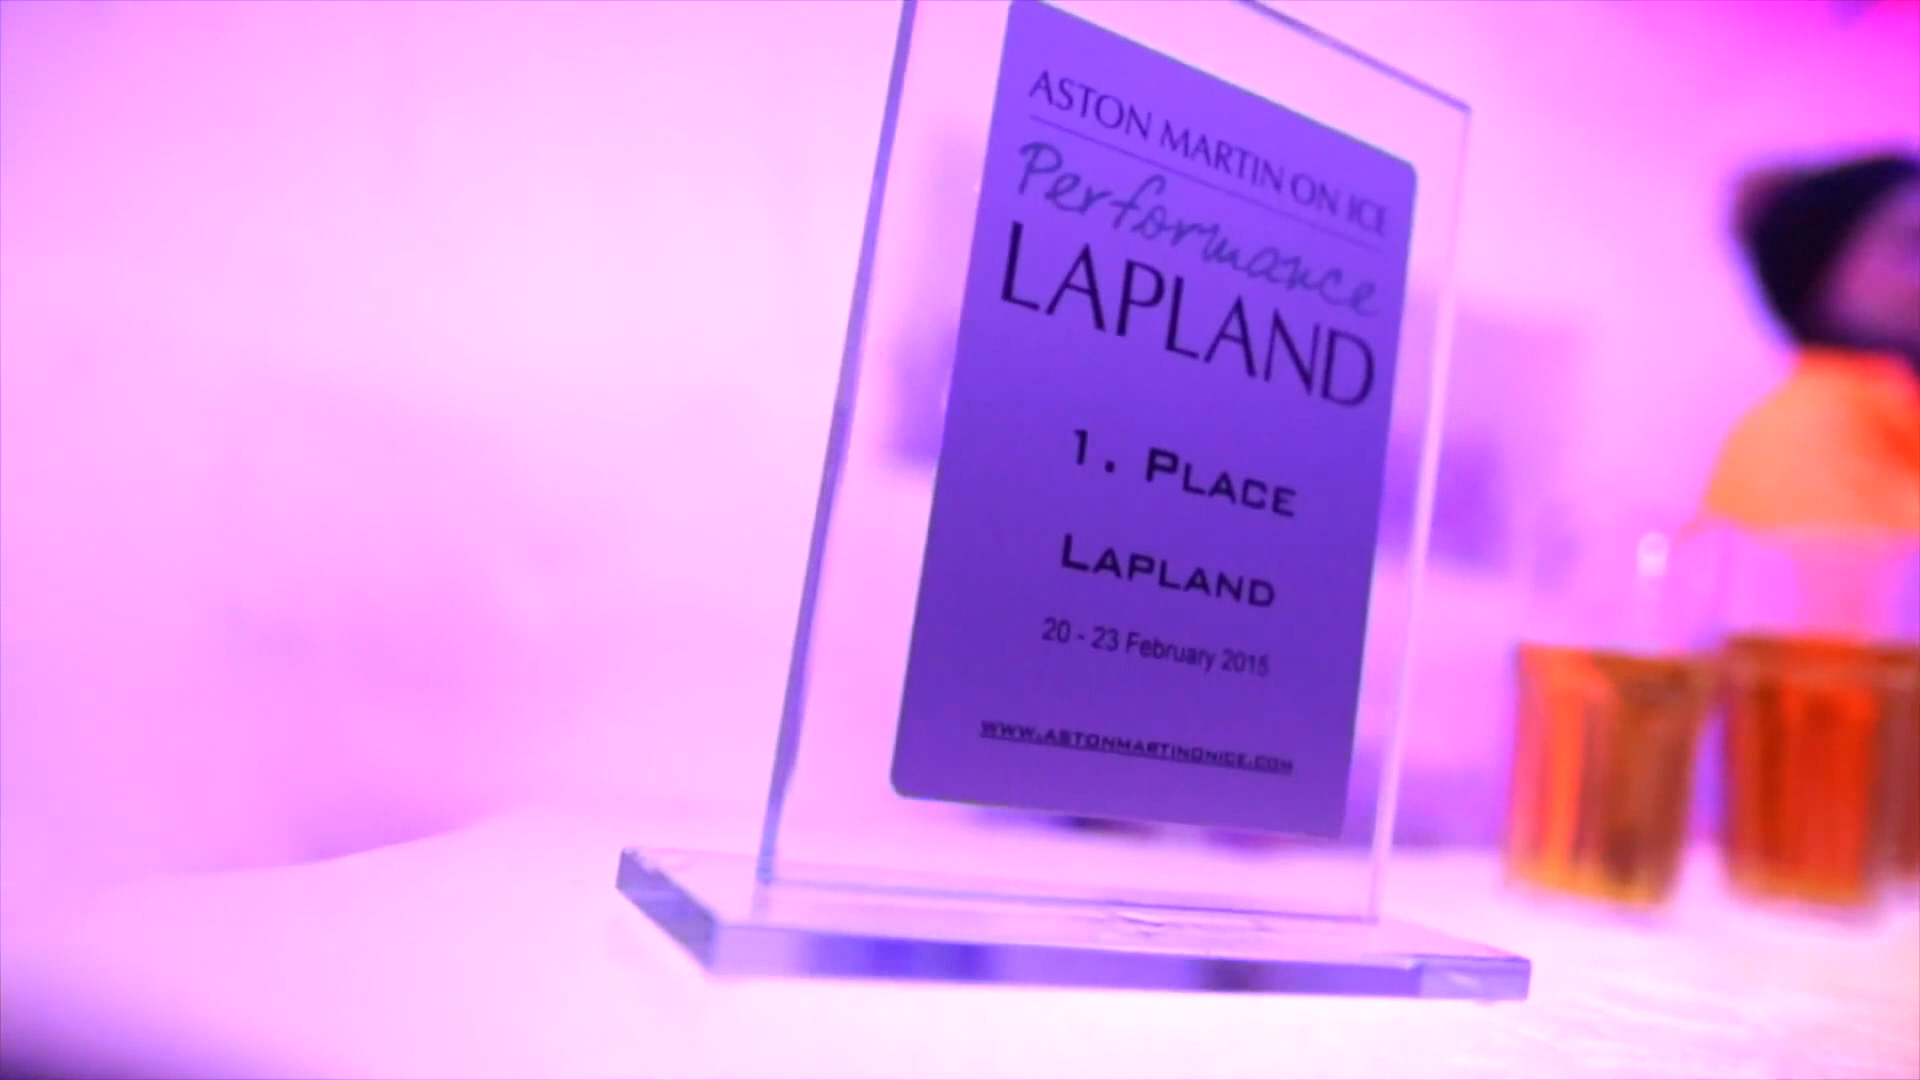 ASTON MARTIN ON ICE
Performance
LAPLAND
1. PLACE
LAPLAND
20 - 23 February 2015
WWW.ASTONMARTINONICE.COM